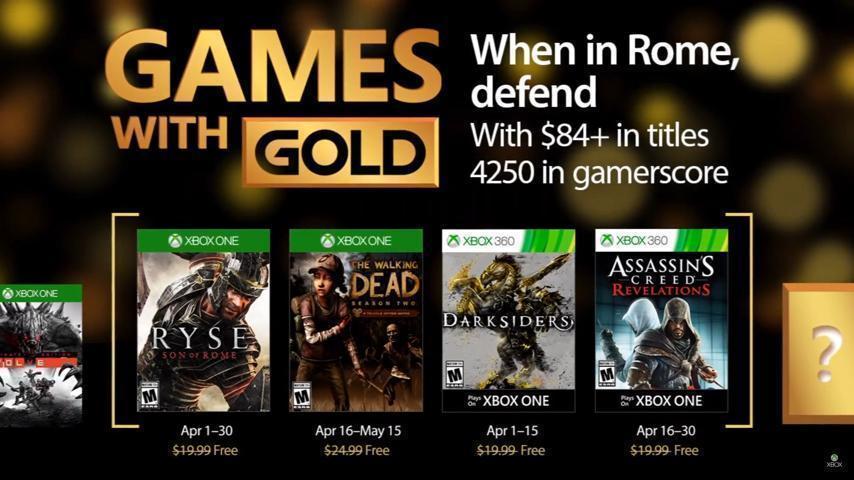 GAMES
WITH GOLD
When in Rome,
defend
With $84+ in titles
4250 in gamerscore
XBOX ONE
XBOX ONE
RYSE
SON OF ROME
M
Apr 1–30
$19.99 Free
XBOX ONE
THE WALKING
DEAD
SEASON TWO
M
Apr 16–May 15
$24.99 Free
XBOX 360
DARKSIDERS
M
Plays On XBOX ONE
Apr 1–15
$19.99 Free
XBOX 360
ASSASSIN'S
CREED
REVELATIONS
M
Plays On XBOX ONE
Apr 16–30
$19.99 Free
?
XBOX